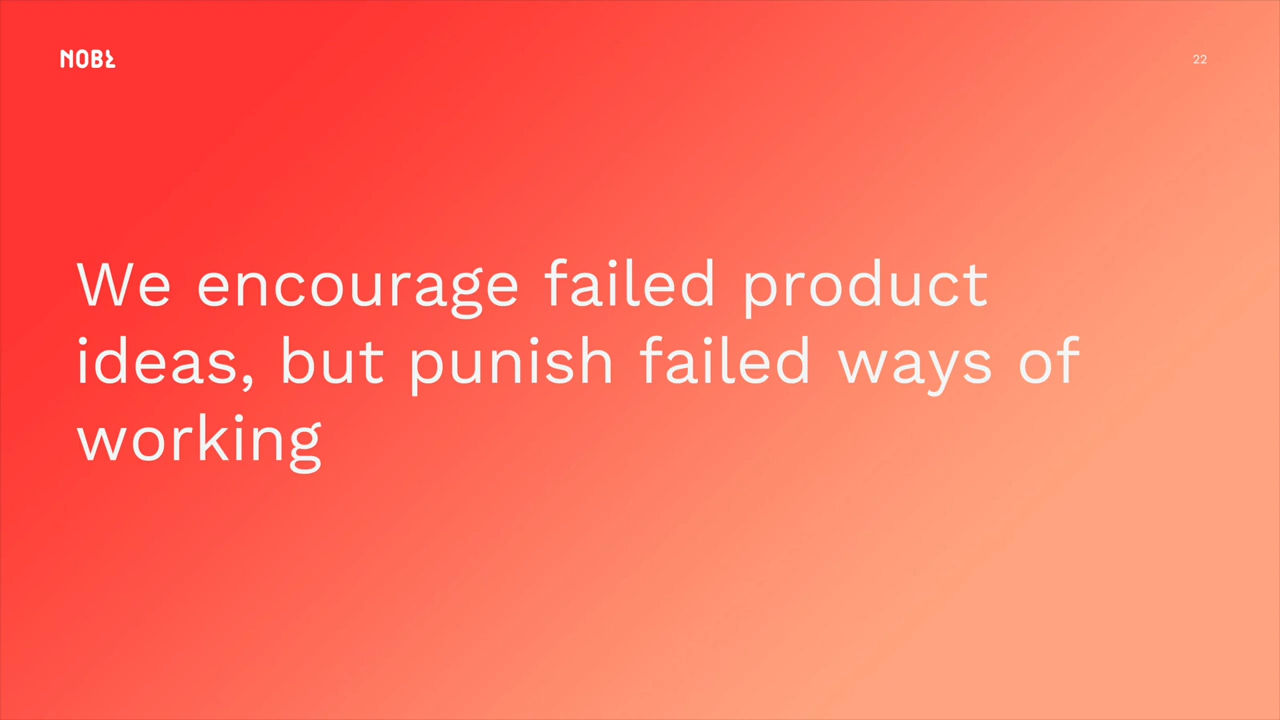 NOBL
22
We encourage failed product
ideas, but punish failed ways of
working